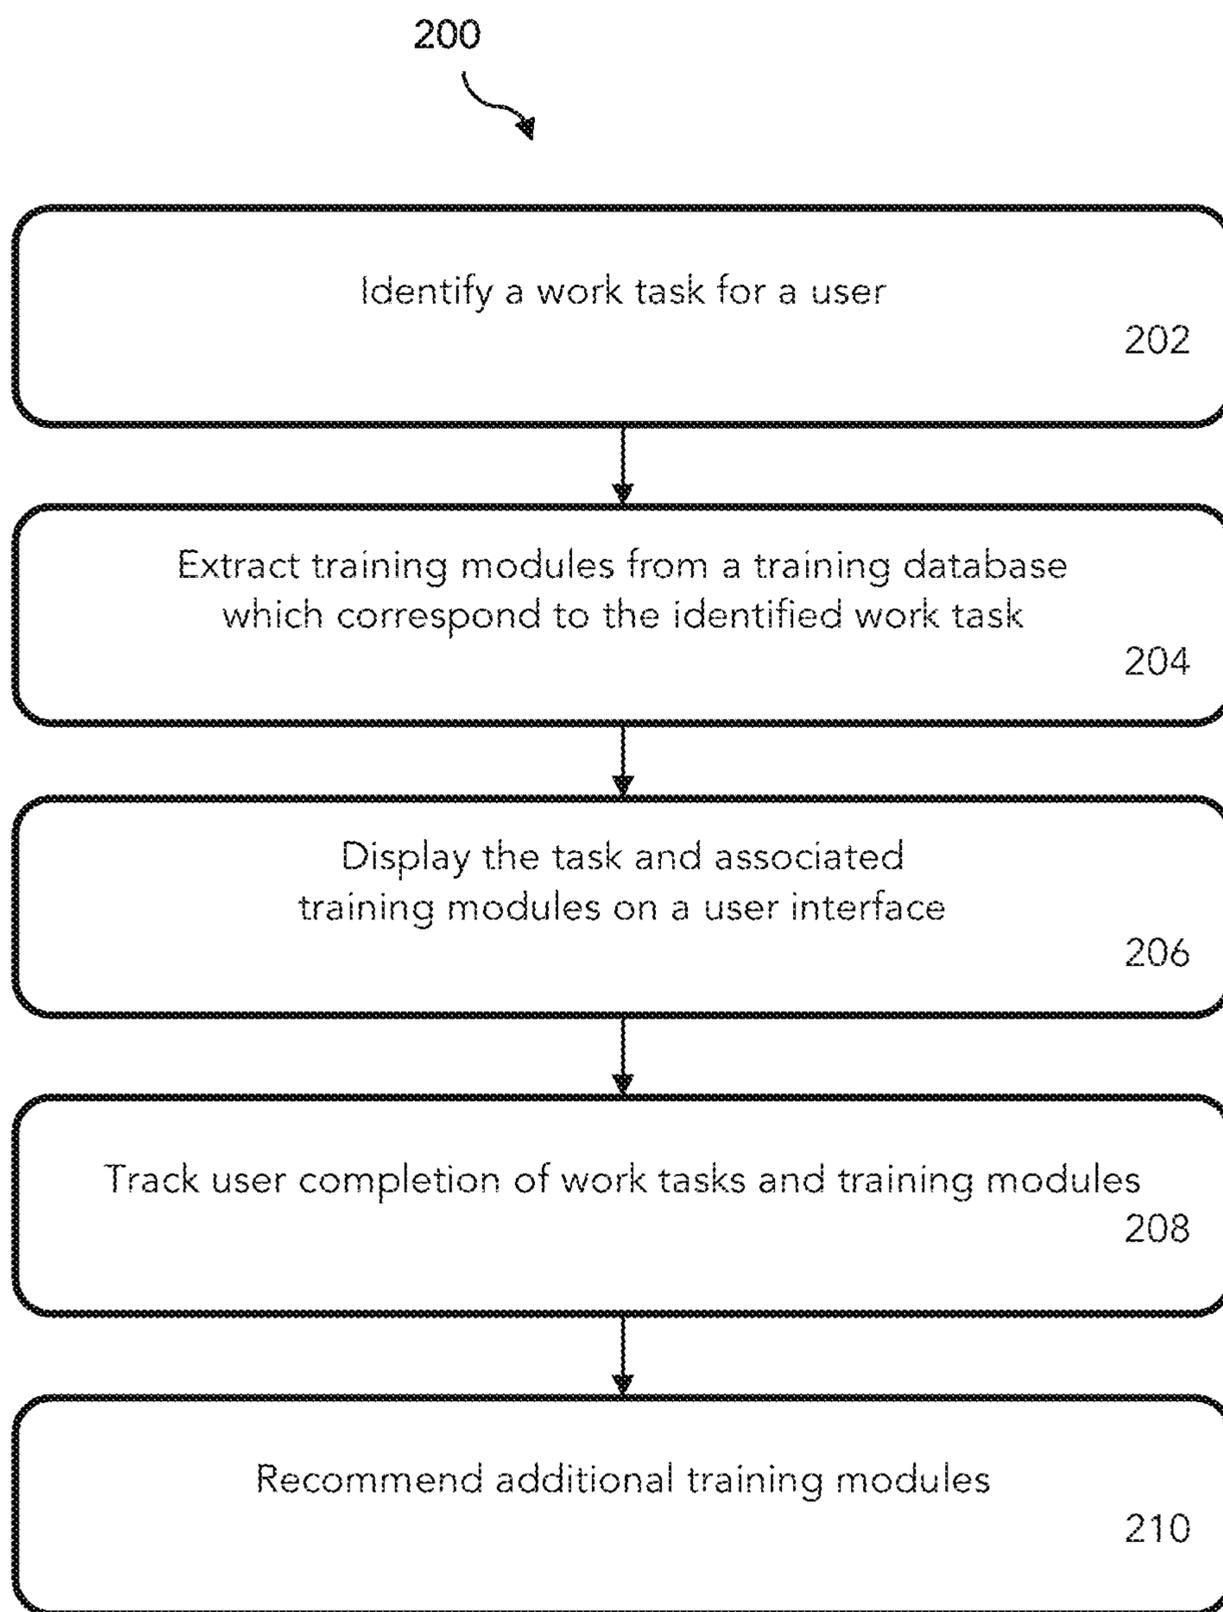 200
Identify a work task for a user
202
Extract training modules from a training database
which correspond to the identified work task
204
Display the task and associated
training modules on a user interface
206
Track user completion of work tasks and training modules
208
Recommend additional training modules
210